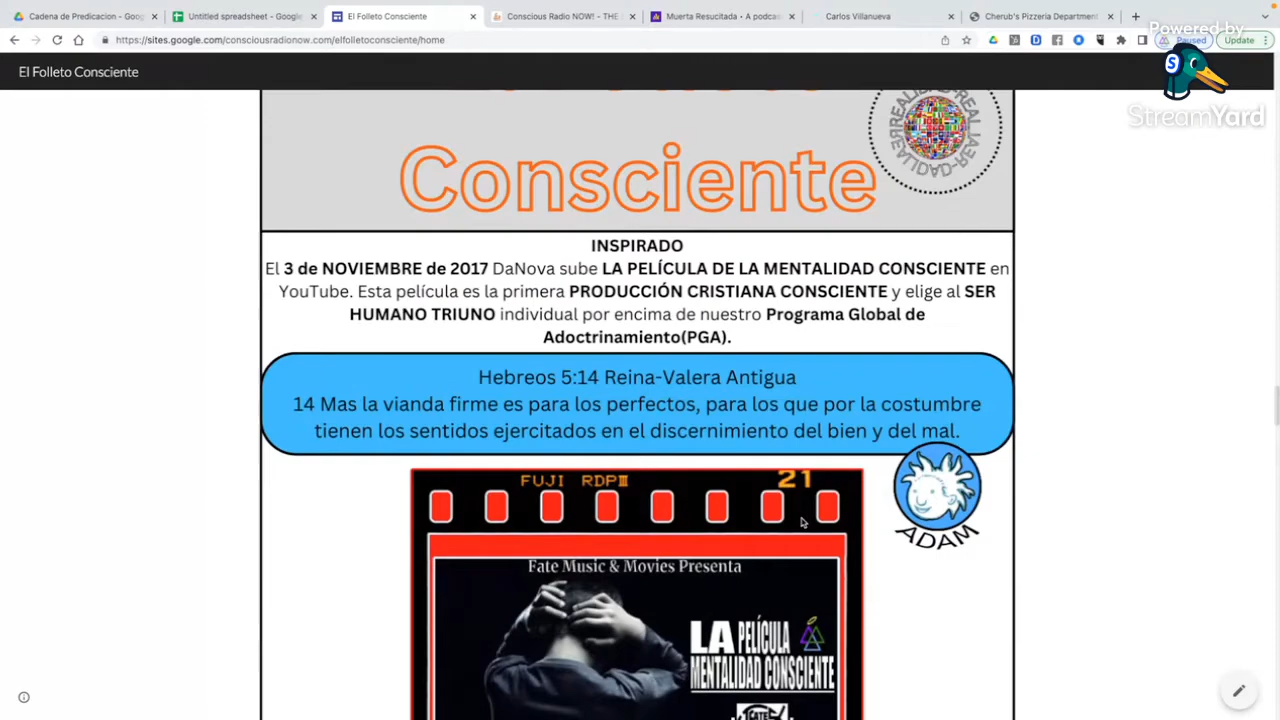 Cadena de Predicacion - Goog
Untitled spreadsheet - Google
El Folleto Consciente
Conscious Radio NOW! - THE
Muerta Resucitada • A podcas
Carlos Villanueva
Cherub's Pizzeria Department
Powered by
https://sites.google.com/consciousradionow.com/elfolletoconsciente/home
Paused
Update
El Folleto Consciente
S
StreamYard
Consciente
INSPIRADO
El 3 de NOVIEMBRE de 2017 DaNova sube LA PELÍCULA DE LA MENTALIDAD CONSCIENTE en
YouTube. Esta película es la primera PRODUCCIÓN CRISTIANA CONSCIENTE y elige al SER
HUMANO TRIUNO individual por encima de nuestro Programa Global de
Adoctrinamiento(PGA).
Hebreos 5:14 Reina-Valera Antigua
14 Mas la vianda firme es para los perfectos, para los que por la costumbre
tienen los sentidos ejercitados en el discernimiento del bien y del mal.
ADAM
FUJI RDPIII 21
Fate Music & Movies Presenta
LA PELÍCULA
MENTALIDAD CONSCIENTE